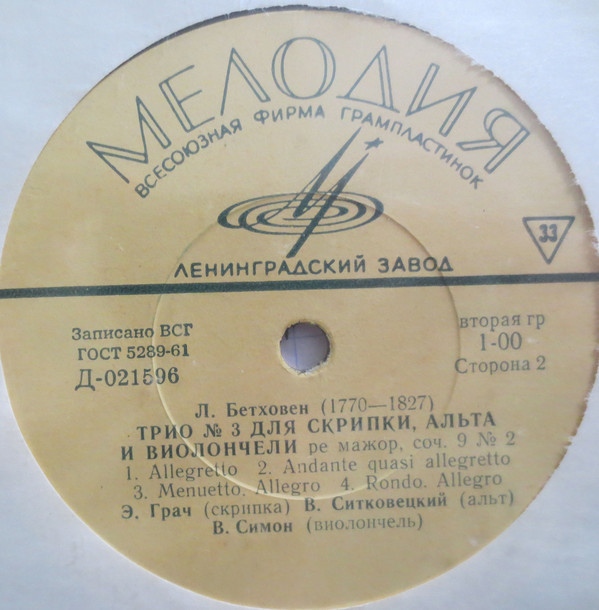 МЕЛОДИЯ
ВСЕСОЮЗНАЯ ФИРМА ГРАМПЛАСТИНОК
33
ЛЕНИНГРАДСКИЙ ЗАВОД
Записано ВСГ
ГОСТ 5289-61
Д-021596
вторая гр
1-00
Сторона 2
Л. Бетховен (1770—1827)
ТРИО № 3 ДЛЯ СКРИПКИ, АЛЬТА
И ВИОЛОНЧЕЛИ ре мажор, соч. 9 № 2
1. Allegretto 2. Andante quasi allegretto
3. Menuetto. Allegro 4. Rondo. Allegro
Э. Грач (скрипка) В. Ситковецкий (альт)
В. Симон (виолончель)